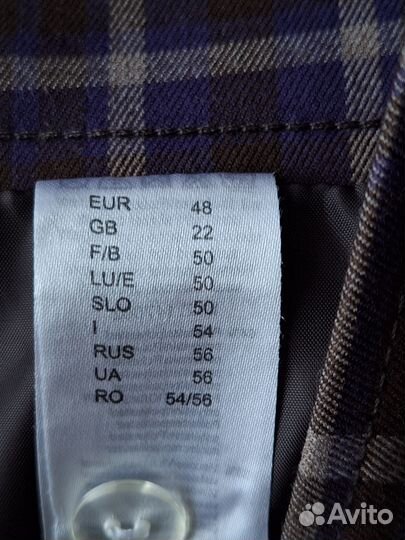 EUR 48
GB 22
F/B 50
LU/E 50
SLO 50
I 54
RUS 56
UA 56
RO 54/56
Avito